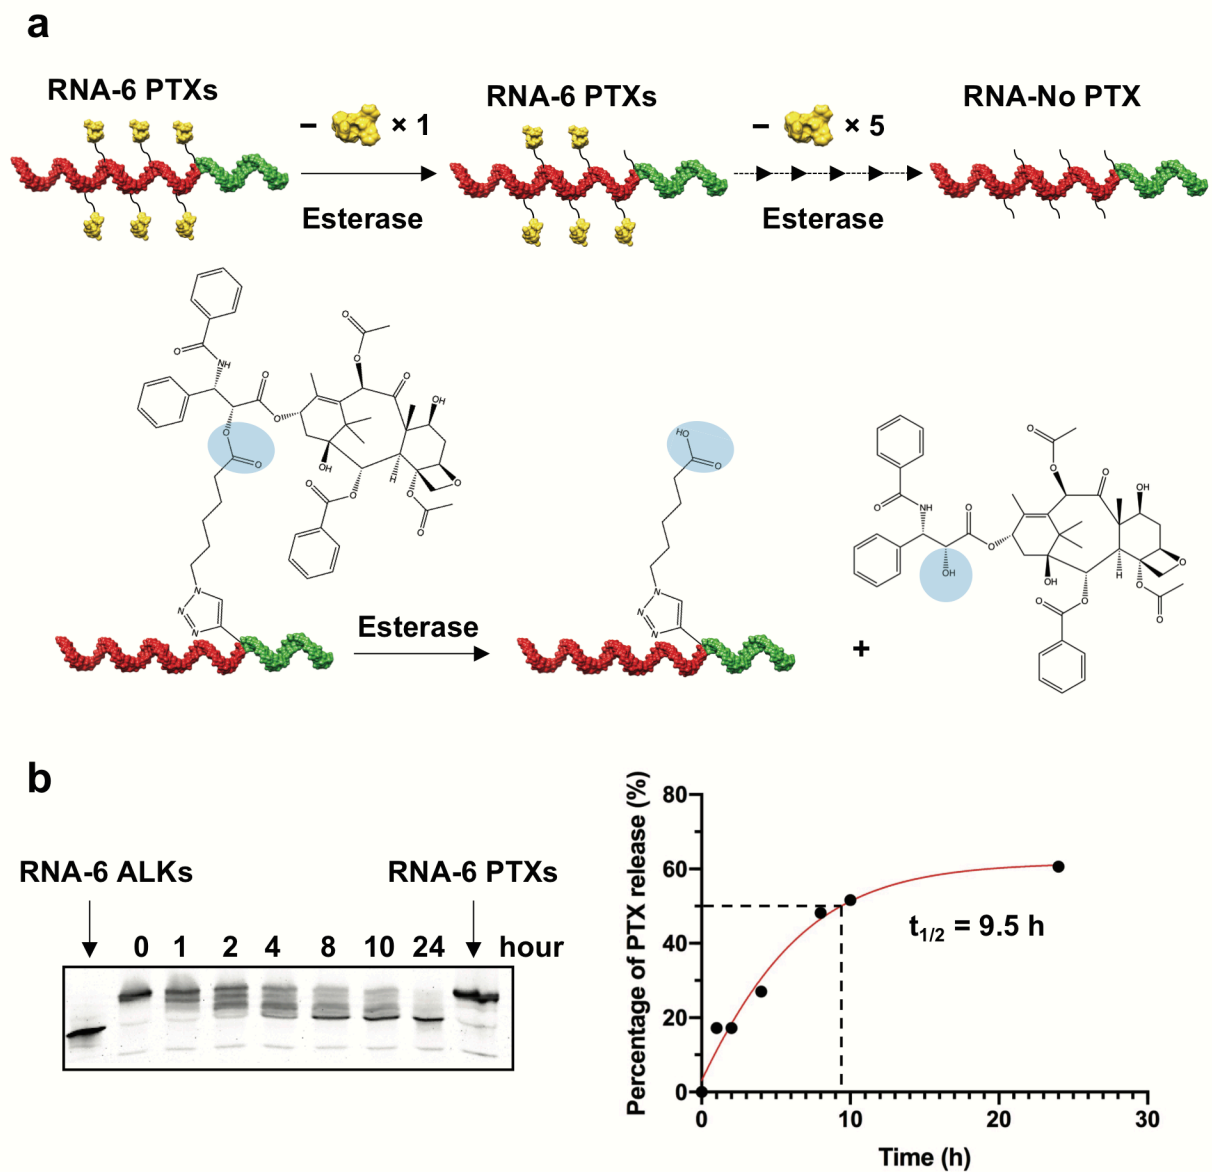 a
RNA-6 PTXs
− × 1
Esterase
RNA-6 PTXs
− × 5
Esterase
RNA-No PTX
O
NH
O
O
O
O
O
O
O
O
OH
OH
H
O
O
O
O
O
N
N
N
Esterase
HO
O
N
N
N
+
O
NH
OH
O
O
O
O
O
OH
OH
H
O
O
O
O
O
b
RNA-6 ALKs
RNA-6 PTXs
0 1 2 4 8 10 24 hour
Percentage of PTX release (%)
80
60
40
20
0
t1/2 = 9.5 h
0 10 20 30
Time (h)